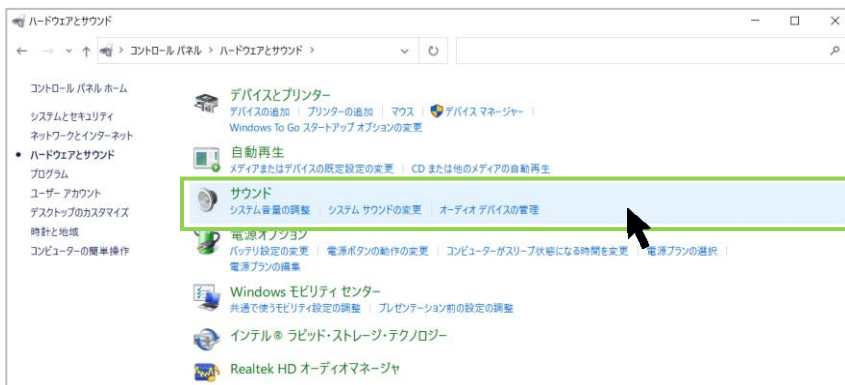 ハードウェアとサウンド
コントロール パネル > ハードウェアとサウンド >
コントロール パネル ホーム
システムとセキュリティ
ネットワークとインターネット
ハードウェアとサウンド
プログラム
ユーザー アカウント
デスクトップのカスタマイズ
時計と地域
コンピューターの簡単操作
デバイスとプリンター
デバイスの追加 | プリンターの追加 | マウス | デバイス マネージャー |
Windows To Go スタートアップ オプションの変更
自動再生
メディアまたはデバイスの既定設定の変更 | CD または他のメディアの自動再生
サウンド
システム音量の調整 | システム サウンドの変更 | オーディオ デバイスの管理
電源オプション
バッテリ設定の変更 | 電源ボタンの動作の変更 | コンピューターがスリープ状態になる時間を変更 | 電源プランの選択 |
電源プランの編集
Windows モビリティ センター
共通で使うモビリティ設定の調整 | プレゼンテーション前の設定の調整
インテル® ラピッド・ストレージ・テクノロジー
Realtek HD オーディオマネージャ